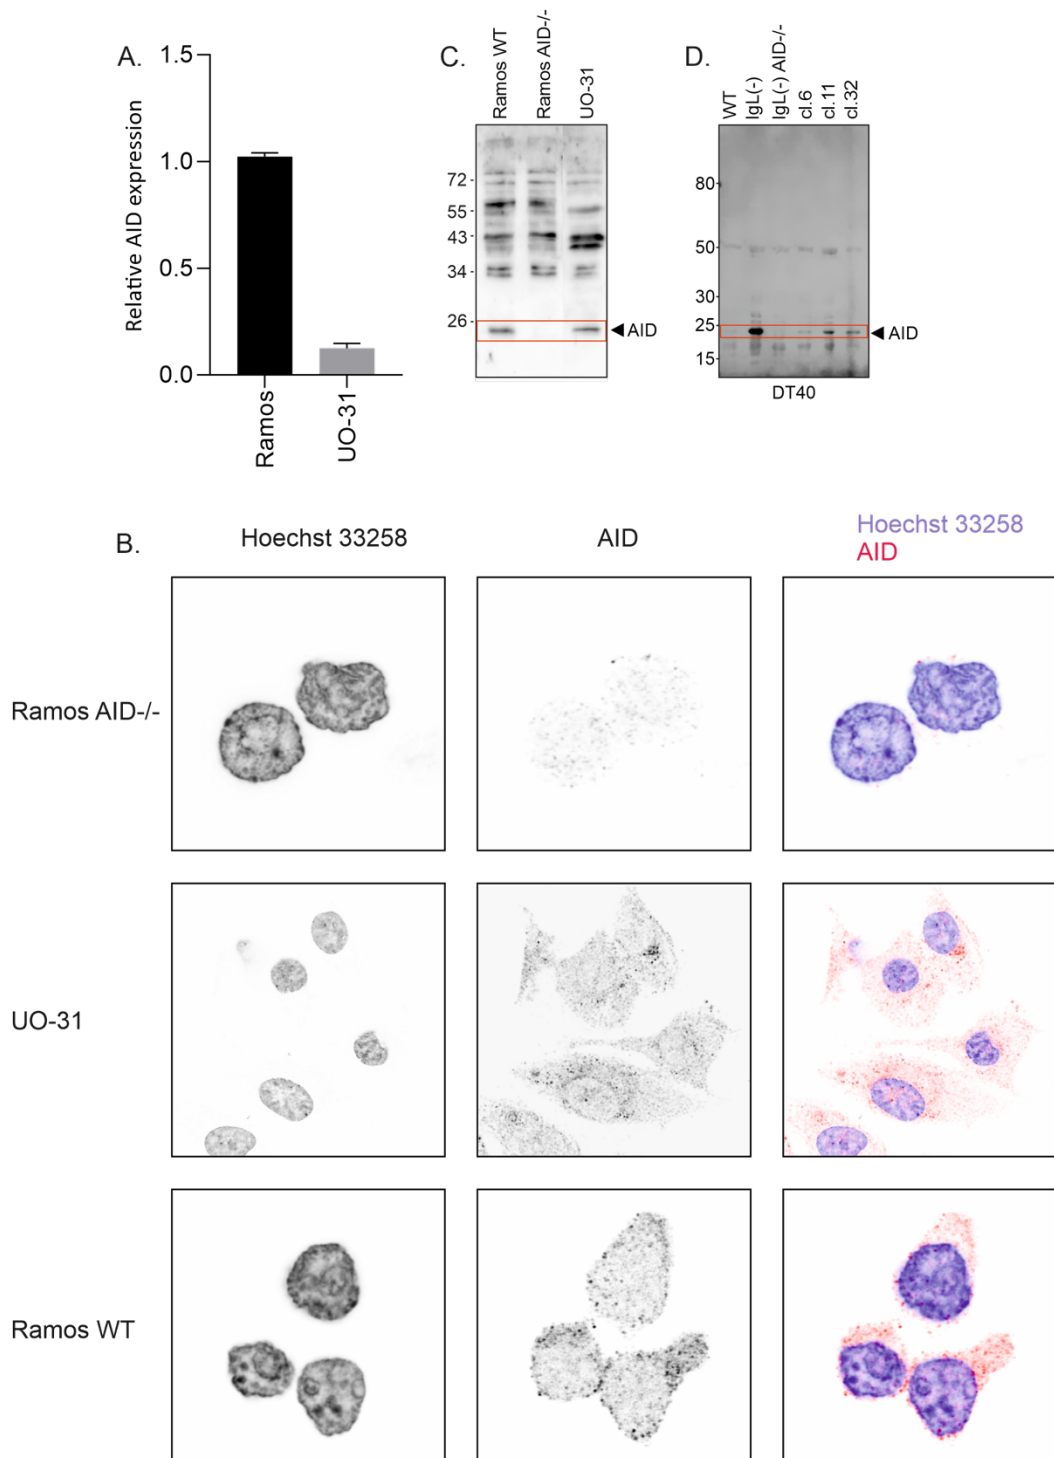 A.
1.5
1.0
0.5
0.0
Relative AID expression
Ramos
UO-31
C.
Ramos WT
Ramos AID-/-
UO-31
72
55
43
34
26
AID
D.
WT
IgL(-)
IgL(-) AID-/-
cl.6
cl.11
cl.32
80
50
30
25
15
AID
DT40
B.
Hoechst 33258
AID
Hoechst 33258
AID
Ramos AID-/-
UO-31
Ramos WT